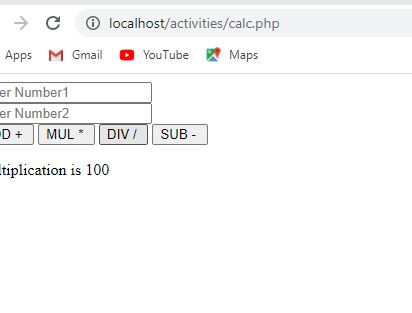 localhost/activities/calc.php
Apps Gmail YouTube Maps
er Number1
er Number2
D + MUL * DIV / SUB -
ltiplication is 100